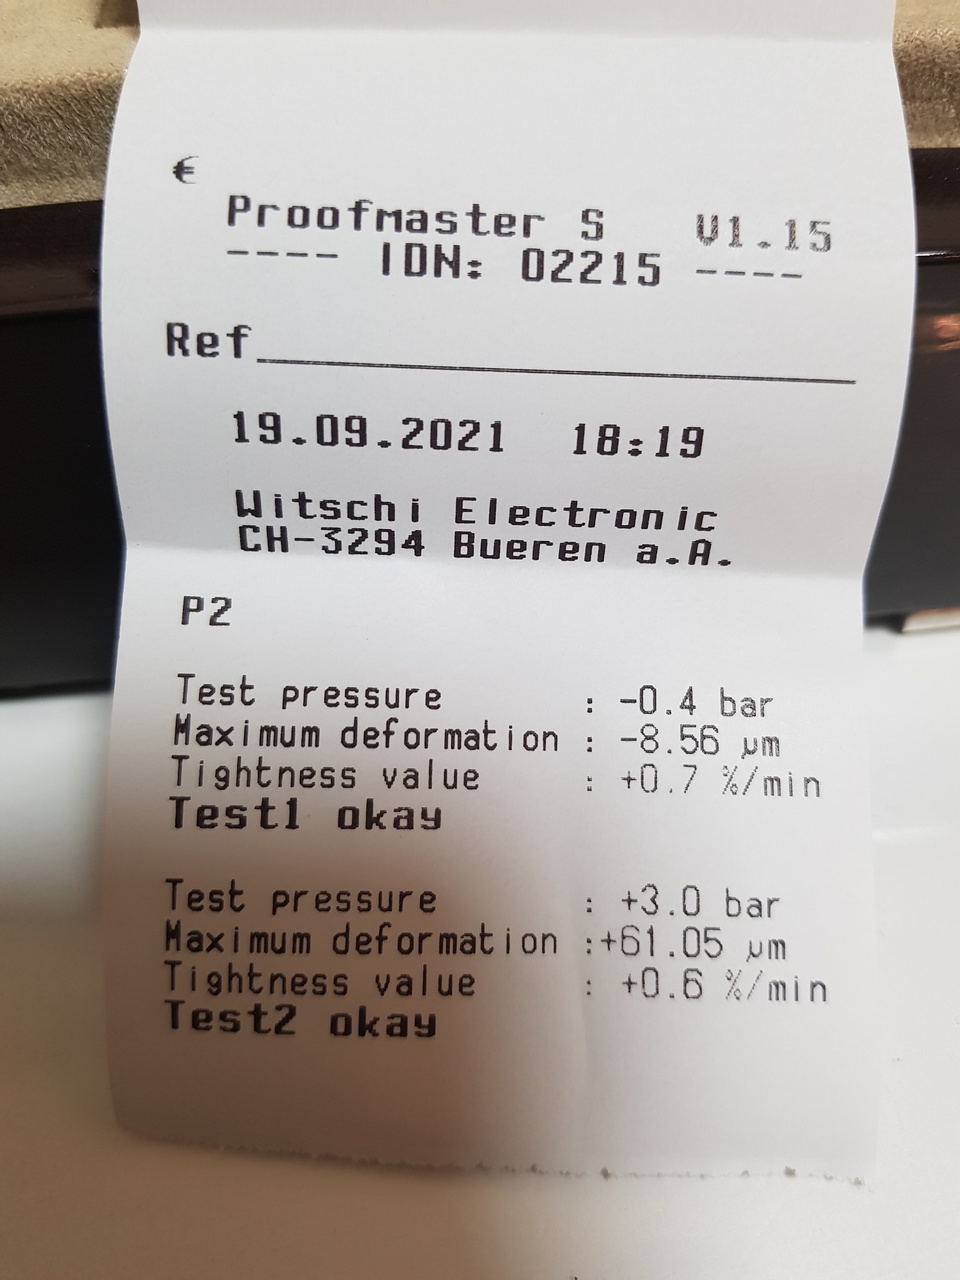 €
Proofmaster S V1.15
---- IDN: 02215 ----
Ref_______________
19.09.2021 18:19
Witschi Electronic
CH-3294 Bueren a.A.
P2
Test pressure : -0.4 bar
Maximum deformation : -8.56 µm
Tightness value : +0.7 %/min
Test1 okay
Test pressure : +3.0 bar
Maximum deformation :+61.05 µm
Tightness value : +0.6 %/min
Test2 okay